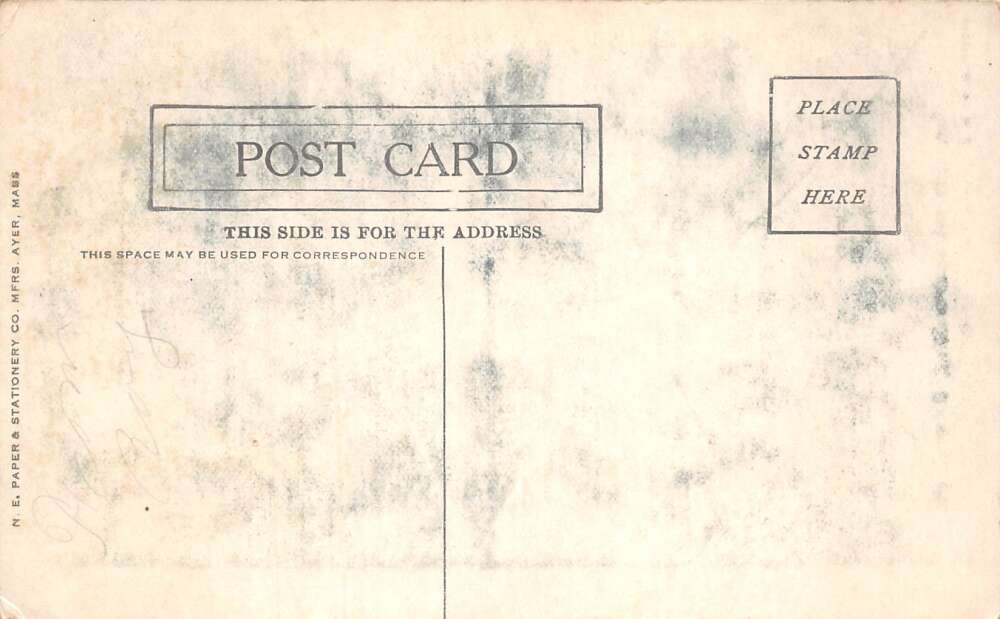 POST CARD
PLACE
STAMP
HERE
THIS SIDE IS FOR THE ADDRESS
THIS SPACE MAY BE USED FOR CORRESPONDENCE
N. E. PAPER & STATIONERY CO. MFRS. AYER, MASS